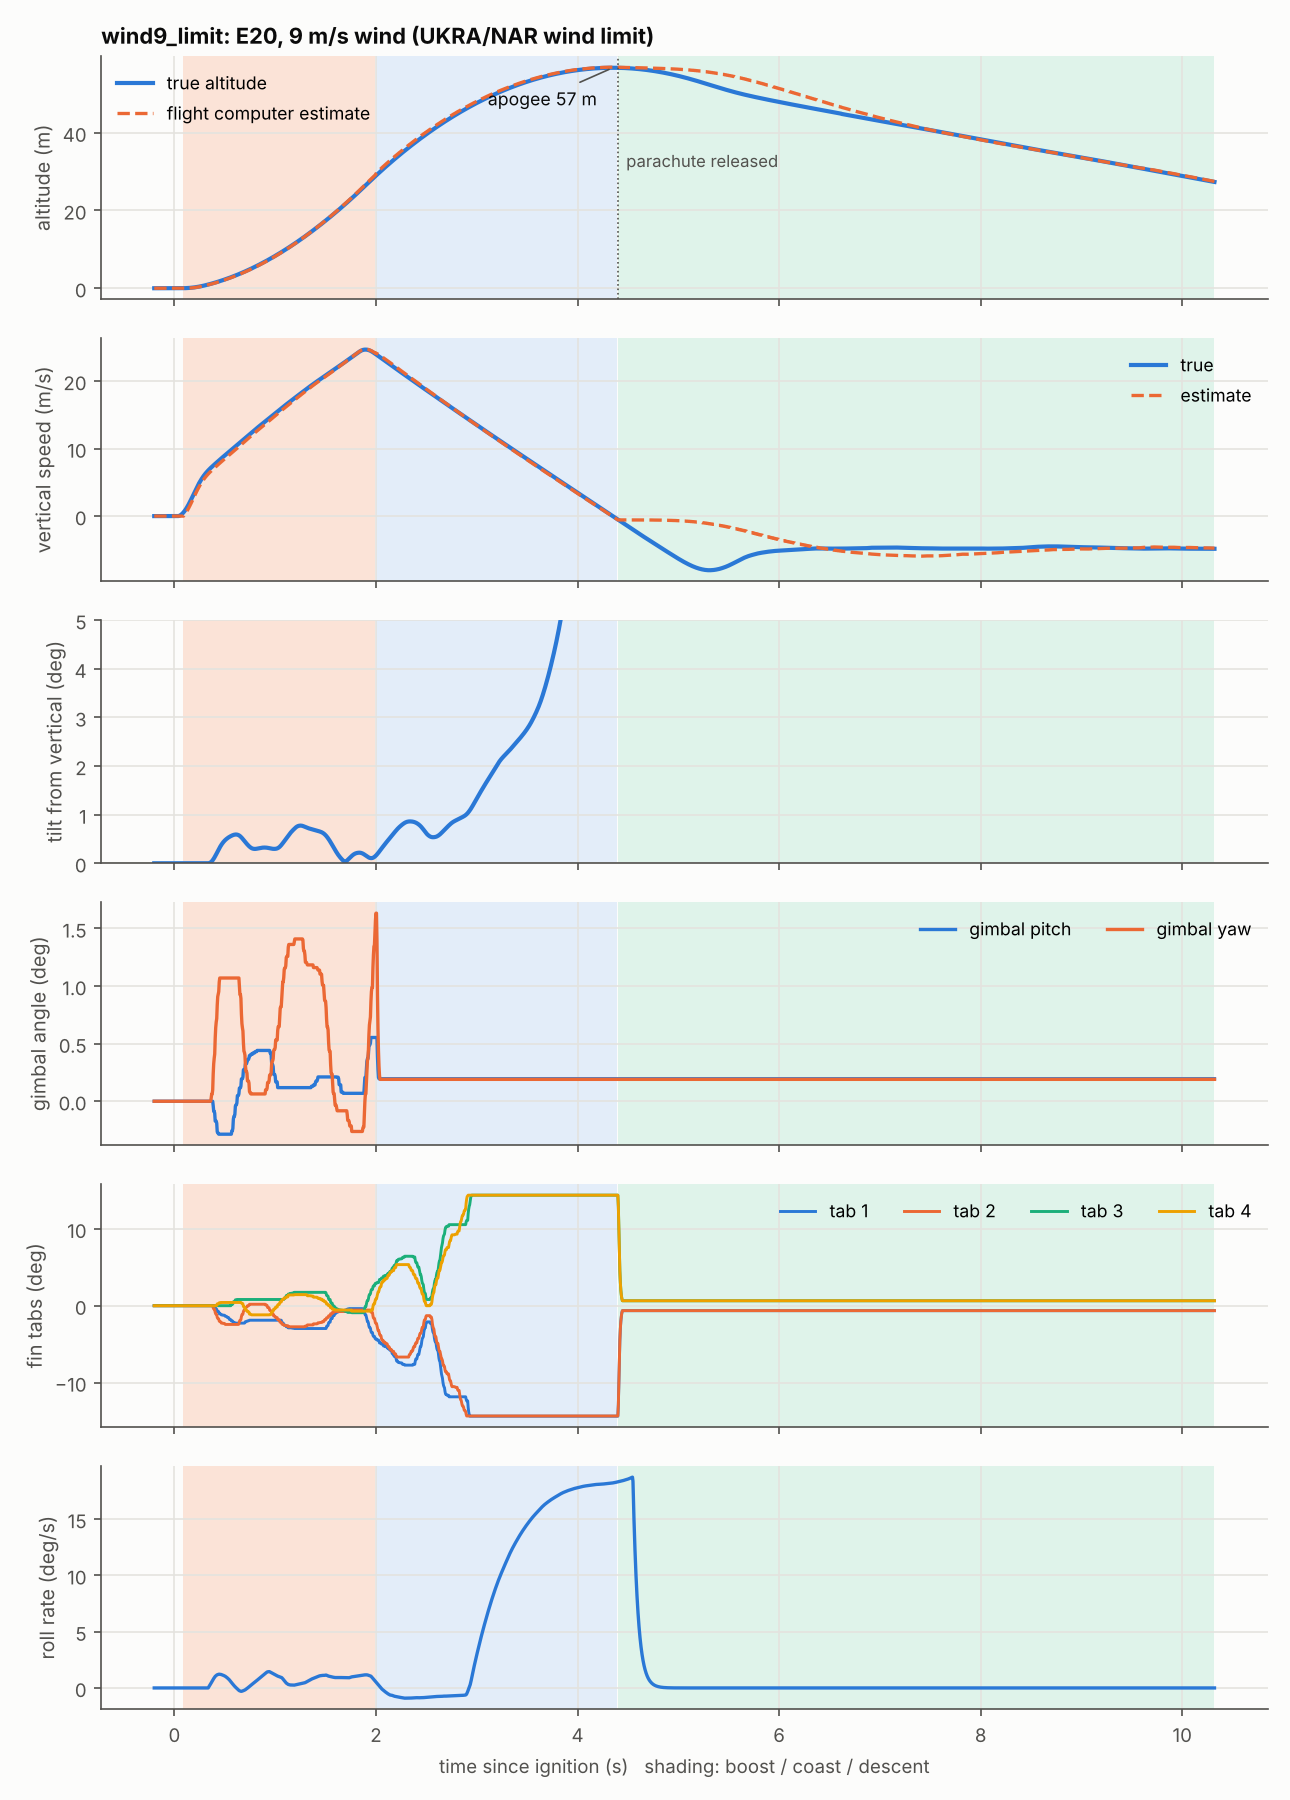 wind9_limit: E20, 9 m/s wind (UKRA/NAR wind limit)
true altitude
flight computer estimate
apogee 57 m
parachute released
altitude (m)
40
20
0
true
estimate
vertical speed (m/s)
20
10
0
tilt from vertical (deg)
5
4
3
2
1
0
gimbal pitch
gimbal yaw
gimbal angle (deg)
1.5
1.0
0.5
0.0
tab 1
tab 2
tab 3
tab 4
fin tabs (deg)
10
0
−10
roll rate (deg/s)
15
10
5
0
0
2
4
6
8
10
time since ignition (s)   shading: boost / coast / descent